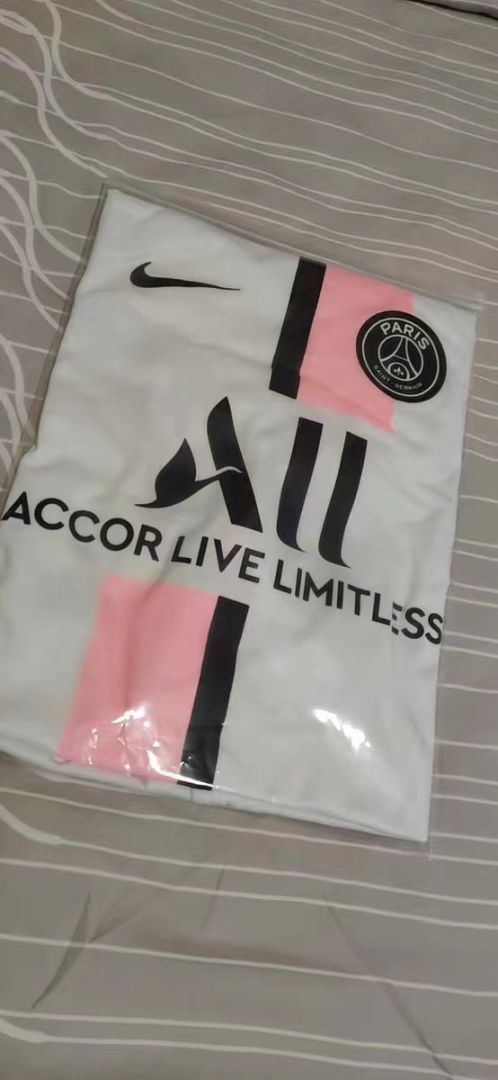 PARIS
SAINT-GERMAIN
All
ACCOR LIVE LIMITLESS